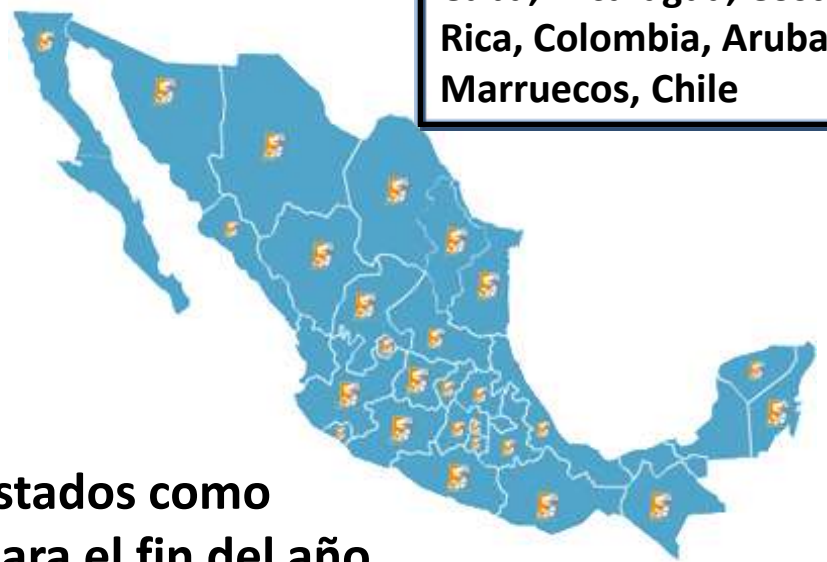 Rica, Colombia, Aruba
Marruecos, Chile
stados como
ara el fin del año